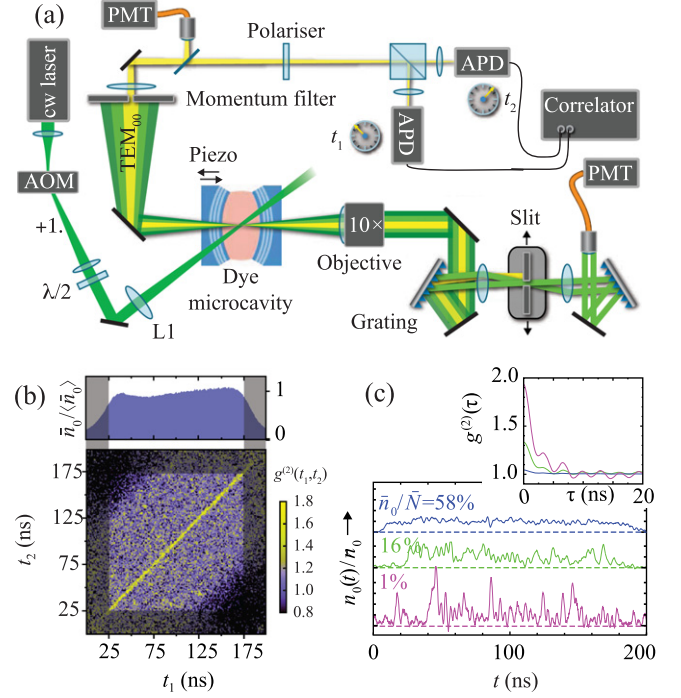 (a)
PMT
Polariser
cw laser
APD
t₂
Momentum filter
Correlator
TEM₀₀
t₁
APD
Piezo
PMT
AOM
Slit
+1.
10×
λ/2
Dye
microcavity
Objective
L1
Grating
(b)
n̄₀/⟨n̄₀⟩
1
0
g⁽²⁾(t₁,t₂)
175
125
75
25
t₂ (ns)
1.8
1.6
1.4
1.2
1.0
0.8
25 75 125 175
t₁ (ns)
(c)
2.0
1.5
1.0
g⁽²⁾(τ)
0 τ (ns) 20
n̄₀/N̄=58%
16%
1%
n₀(t)/n₀
0 100 200
t (ns)